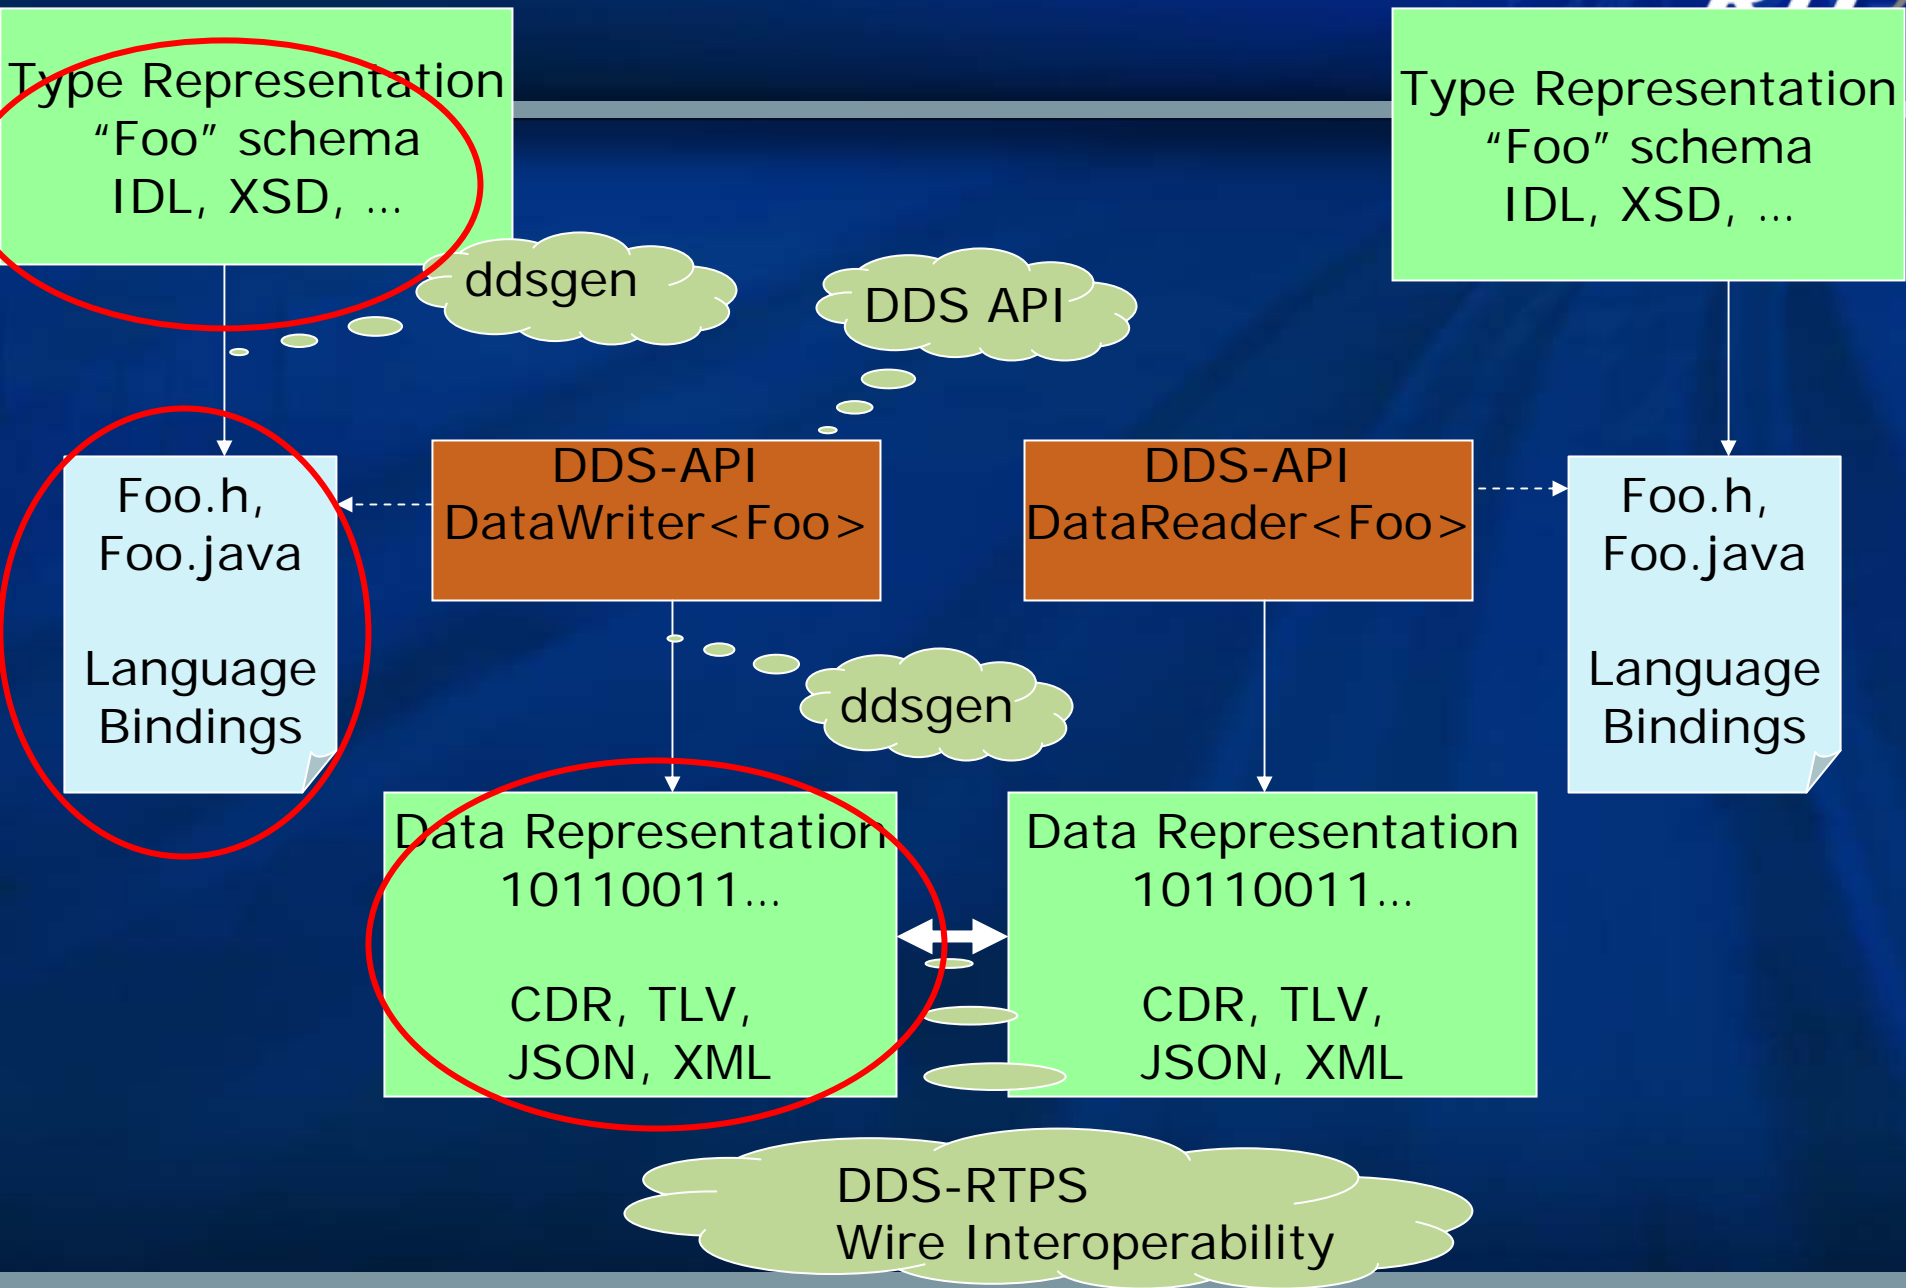 Type Representation
“Foo” schema
IDL, XSD, …
Type Representation
“Foo” schema
IDL, XSD, …
ddsgen
DDS API
Foo.h,
Foo.java
Language
Bindings
DDS-API
DataWriter<Foo>
DDS-API
DataReader<Foo>
Foo.h,
Foo.java
Language
Bindings
ddsgen
Data Representation
10110011…
CDR, TLV,
JSON, XML
Data Representation
10110011…
CDR, TLV,
JSON, XML
DDS-RTPS
Wire Interoperability